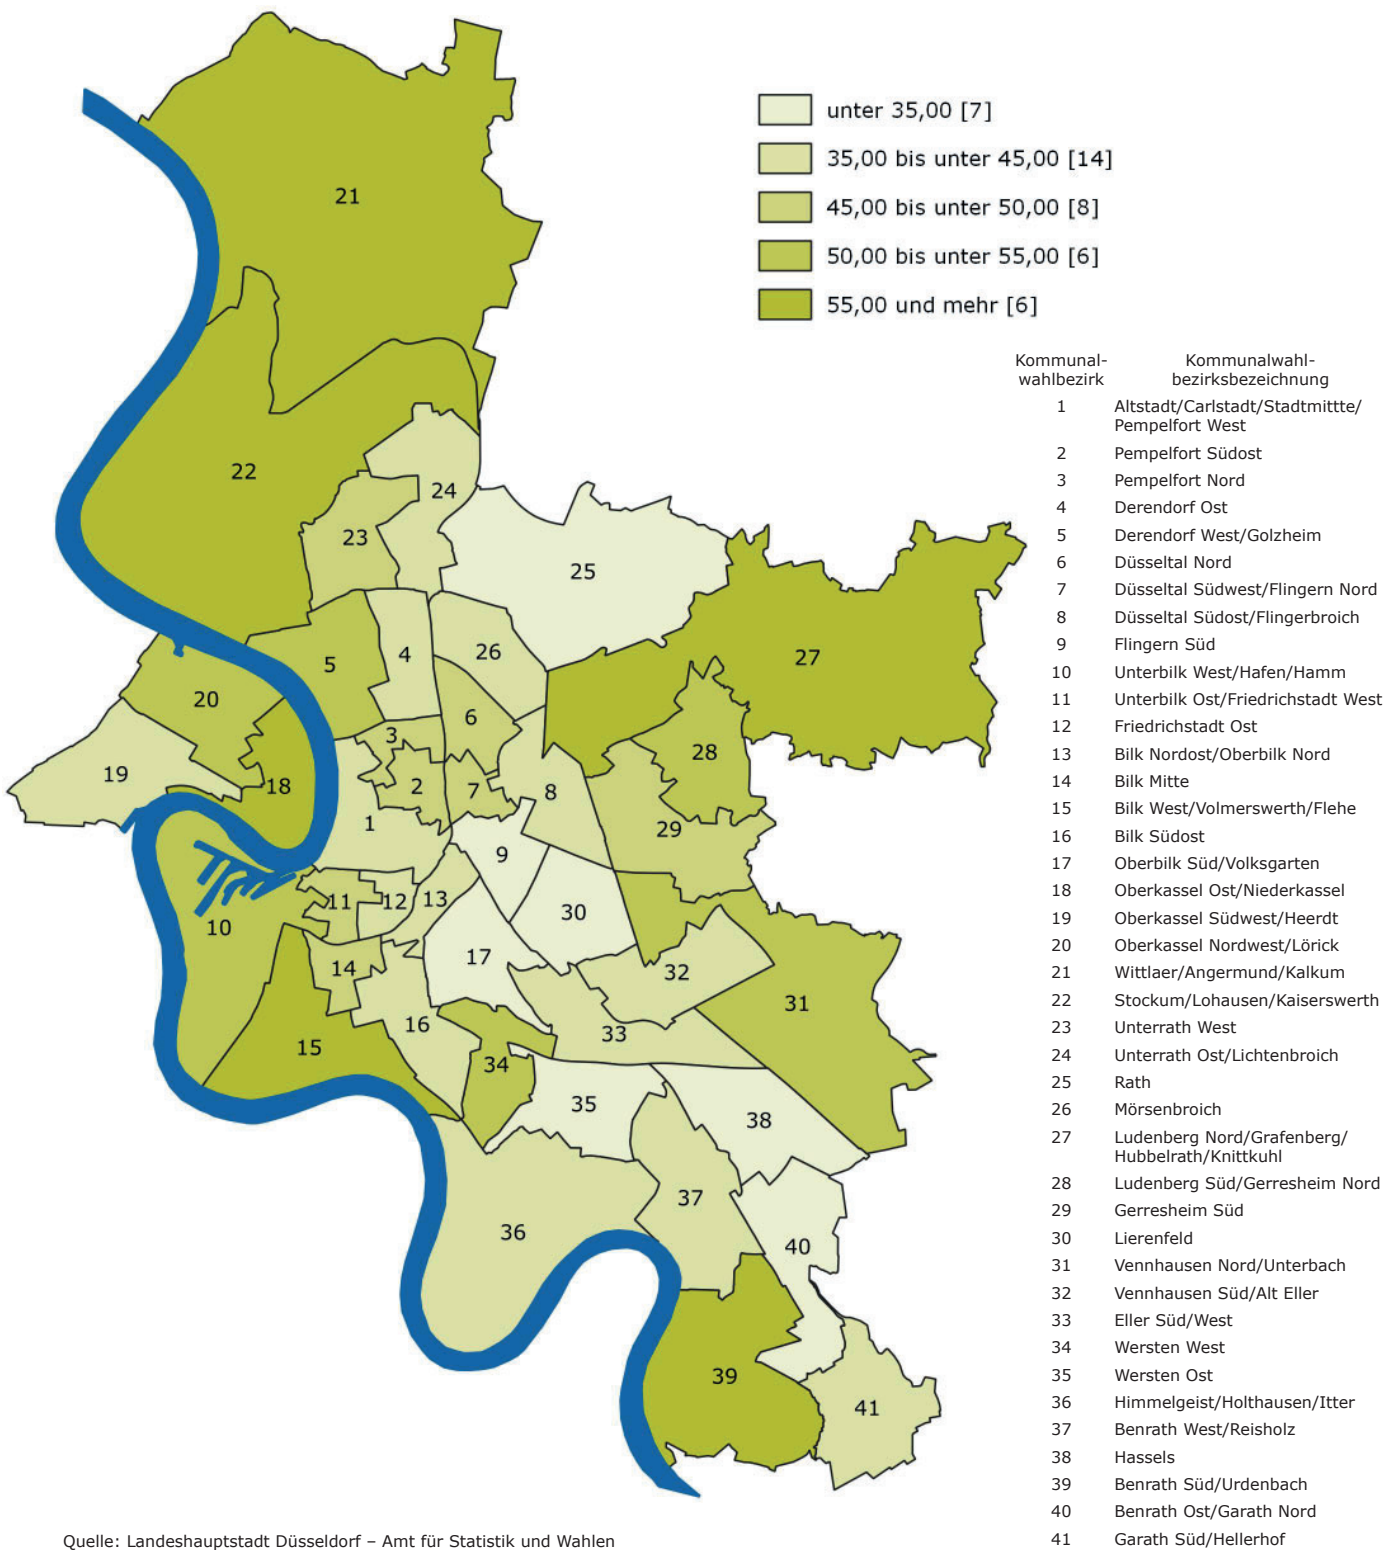 unter 35,00 [7]
35,00 bis unter 45,00 [14]
45,00 bis unter 50,00 [8]
50,00 bis unter 55,00 [6]
55,00 und mehr [6]
21
22
24
23
25
5
4
26
27
20
6
3
28
19
18
2
7
8
1
29
9
11
12
13
30
10
17
14
32
31
16
33
15
34
35
38
37
36
40
39
41
Kommunal-
wahlbezirk
Kommunalwahl-
bezirksbezeichnung
1 Altstadt/Carlstadt/Stadtmittte/
Pempelfort West
2 Pempelfort Südost
3 Pempelfort Nord
4 Derendorf Ost
5 Derendorf West/Golzheim
6 Düsseltal Nord
7 Düsseltal Südwest/Flingern Nord
8 Düsseltal Südost/Flingerbroich
9 Flingern Süd
10 Unterbilk West/Hafen/Hamm
11 Unterbilk Ost/Friedrichstadt West
12 Friedrichstadt Ost
13 Bilk Nordost/Oberbilk Nord
14 Bilk Mitte
15 Bilk West/Volmerswerth/Flehe
16 Bilk Südost
17 Oberbilk Süd/Volksgarten
18 Oberkassel Ost/Niederkassel
19 Oberkassel Südwest/Heerdt
20 Oberkassel Nordwest/Lörick
21 Wittlaer/Angermund/Kalkum
22 Stockum/Lohausen/Kaiserswerth
23 Unterrath West
24 Unterrath Ost/Lichtenbroich
25 Rath
26 Mörsenbroich
27 Ludenberg Nord/Grafenberg/
Hubbelrath/Knittkuhl
28 Ludenberg Süd/Gerresheim Nord
29 Gerresheim Süd
30 Lierenfeld
31 Vennhausen Nord/Unterbach
32 Vennhausen Süd/Alt Eller
33 Eller Süd/West
34 Wersten West
35 Wersten Ost
36 Himmelgeist/Holthausen/Itter
37 Benrath West/Reisholz
38 Hassels
39 Benrath Süd/Urdenbach
40 Benrath Ost/Garath Nord
41 Garath Süd/Hellerhof
Quelle: Landeshauptstadt Düsseldorf – Amt für Statistik und Wahlen